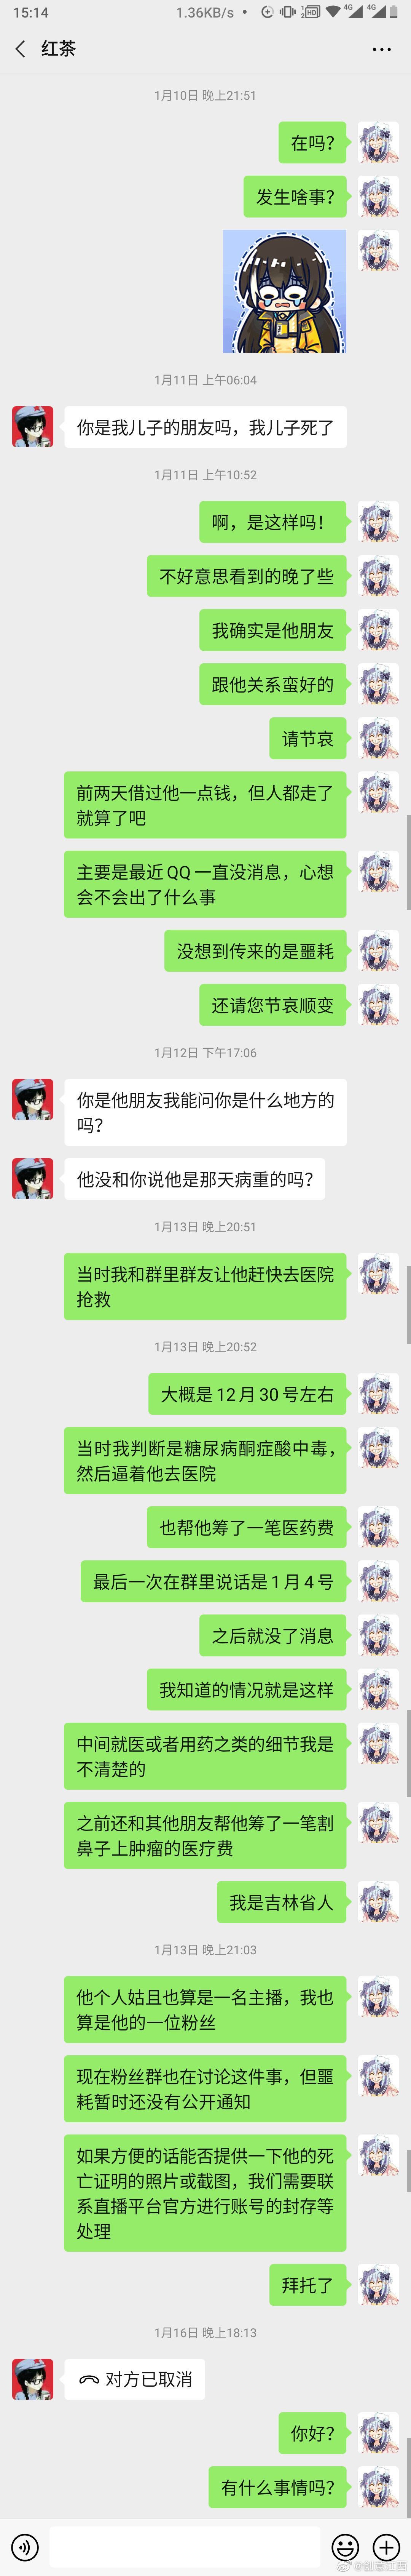 15:14
1.36KB/s
4G
4G
HD
红茶
1月10日 晚上21:51
在吗？
发生啥事？
1月11日 上午06:04
你是我儿子的朋友吗，我儿子死了
1月11日 上午10:52
啊，是这样吗！
不好意思看到的晚了些
我确实是他朋友
跟他关系蛮好的
请节哀
前两天借过他一点钱，但人都走了
就算了吧
主要是最近 QQ 一直没消息，心想
会不会出了什么事
没想到传来的是噩耗
还请您节哀顺变
1月12日 下午17:06
你是他朋友我能问你是什么地方的
吗？
他没和你说他是那天病重的吗？
1月13日 晚上20:51
当时我和群里群友让他赶快去医院
抢救
1月13日 晚上20:52
大概是 12 月 30 号左右
当时我判断是糖尿病酮症酸中毒，
然后逼着他去医院
也帮他筹了一笔医药费
最后一次在群里说话是 1 月 4 号
之后就没了消息
我知道的情况就是这样
中间就医或者用药之类的细节我是
不清楚的
之前还和其他朋友帮他筹了一笔割
鼻子上肿瘤的医疗费
我是吉林省人
1月13日 晚上21:03
他个人姑且也算是一名主播，我也
算是他的一位粉丝
现在粉丝群也在讨论这件事，但噩
耗暂时还没有公开通知
如果方便的话能否提供一下他的死
亡证明的照片或截图，我们需要联
系直播平台官方进行账号的封存等
处理
拜托了
1月16日 晚上18:13
对方已取消
你好？
有什么事情吗？